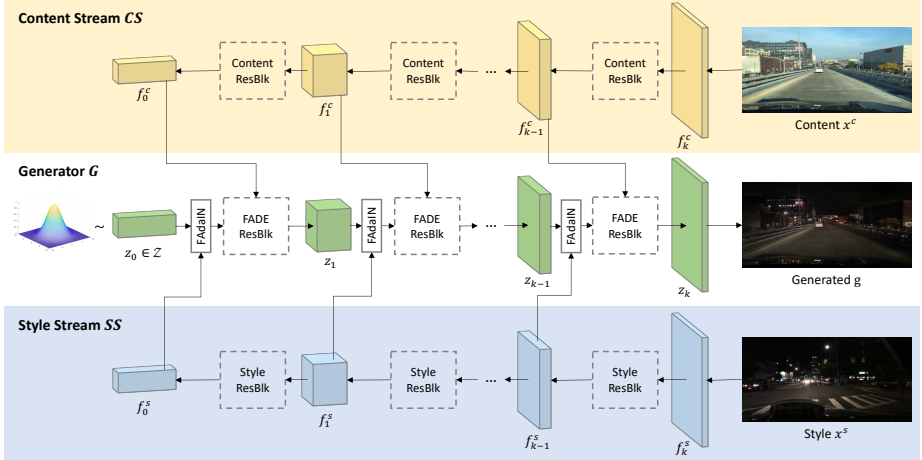 Content Stream CS
Content
ResBlk
Content
ResBlk
...
Content
ResBlk
f_0^c
f_1^c
f_{k-1}^c
f_k^c
Content x^c
Generator G
~
FAdaIN
FADE
ResBlk
FAdaIN
FADE
ResBlk
...
FAdaIN
FADE
ResBlk
z_0 ∈ Z
z_1
z_{k-1}
z_k
Generated g
Style Stream SS
Style
ResBlk
Style
ResBlk
...
Style
ResBlk
f_0^s
f_1^s
f_{k-1}^s
f_k^s
Style x^s